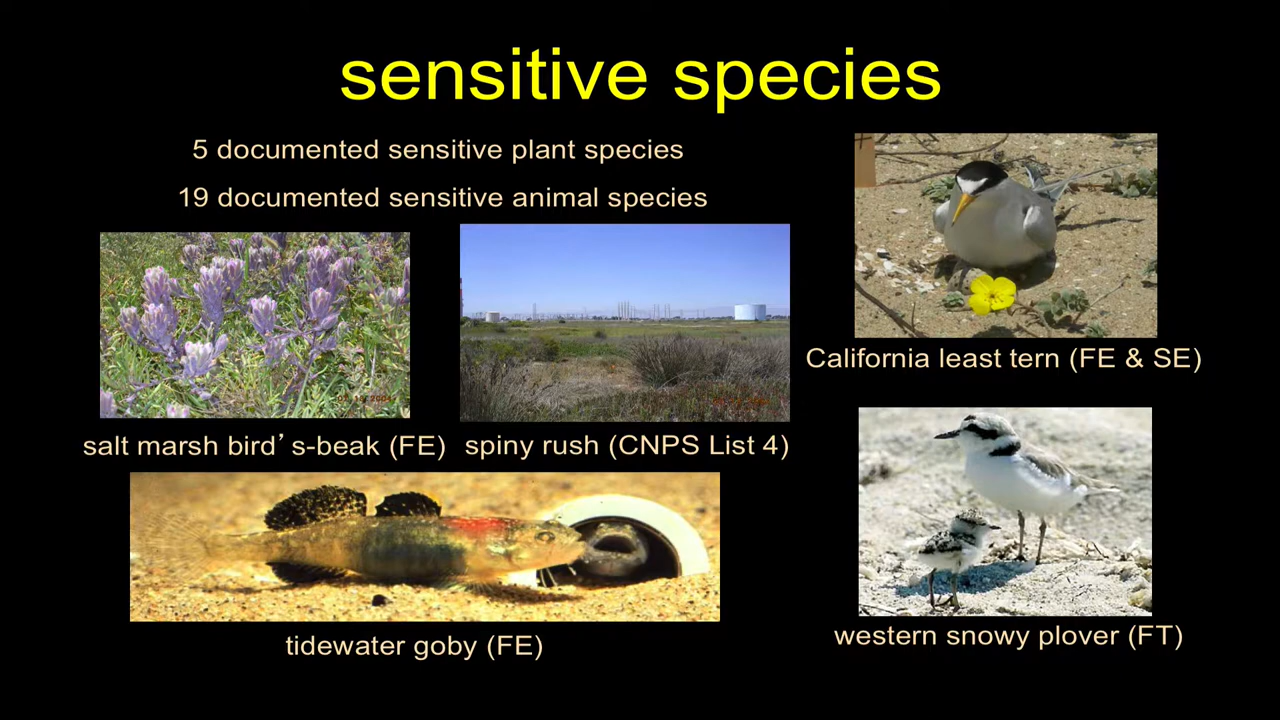 sensitive species
5 documented sensitive plant species
19 documented sensitive animal species
California least tern (FE & SE)
salt marsh bird’s-beak (FE)
spiny rush (CNPS List 4)
tidewater goby (FE)
western snowy plover (FT)